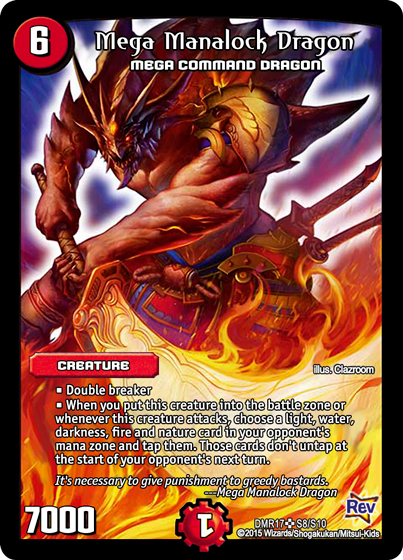 6
Mega Manalock Dragon
MEGA COMMAND DRAGON
CREATURE
illus. Clazroom
▪ Double breaker
▪ When you put this creature into the battle zone or
whenever this creature attacks, choose a light, water,
darkness, fire and nature card in your opponent's
mana zone and tap them. Those cards don't untap at
the start of your opponent's next turn.
It's necessary to give punishment to greedy bastards.
---Mega Manalock Dragon
Rev
7000
1
DMR17 S8/S10
©2015 Wizards/Shogakukan/Mitsui-Kids